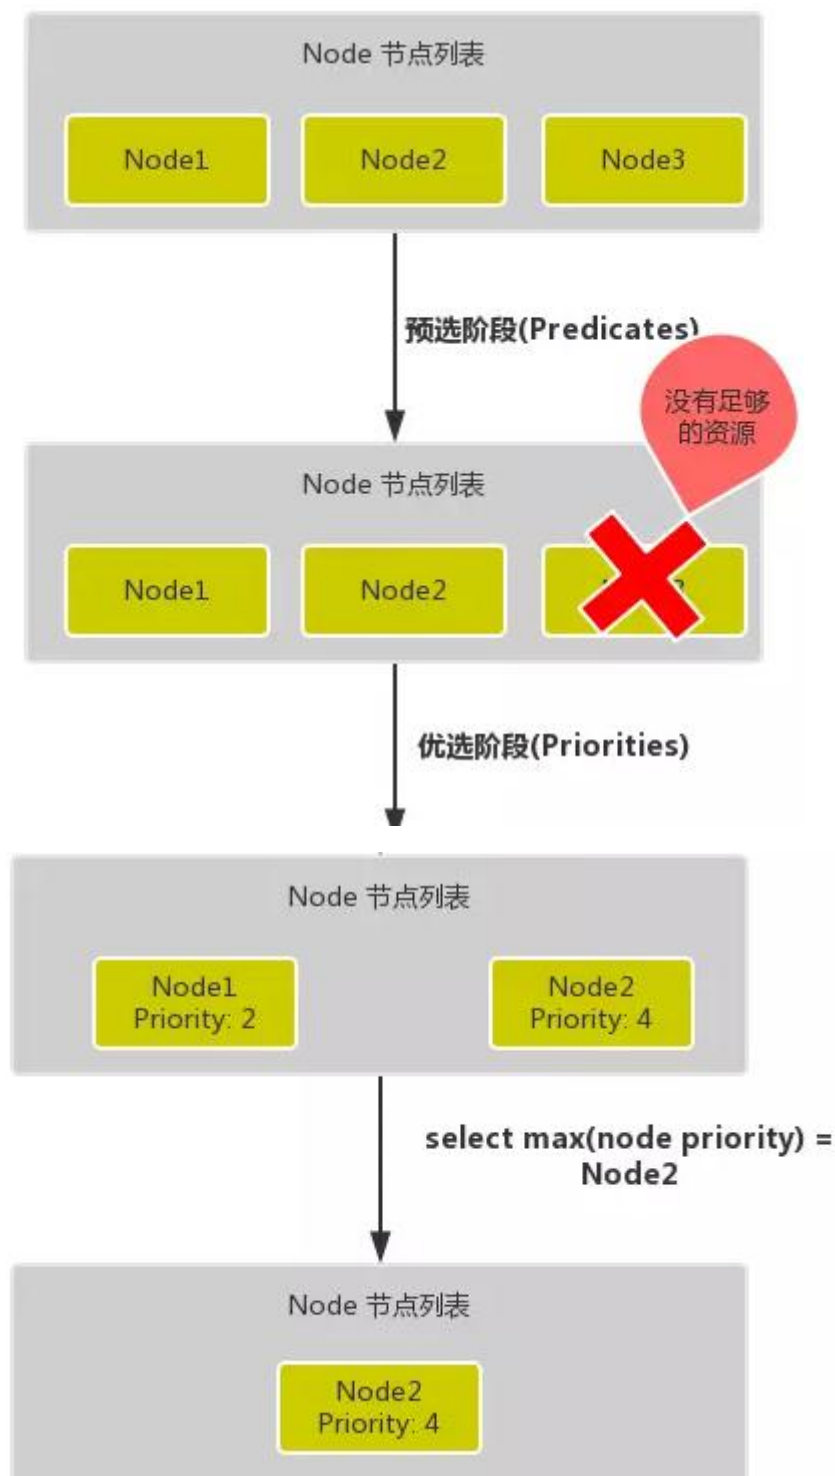 Node 节点列表
Node1
Node2
Node3
预选阶段(Predicates)
没有足够
的资源
Node 节点列表
Node1
Node2
优选阶段(Priorities)
Node 节点列表
Node1
Priority: 2
Node2
Priority: 4
select max(node priority) =
Node2
Node 节点列表
Node2
Priority: 4